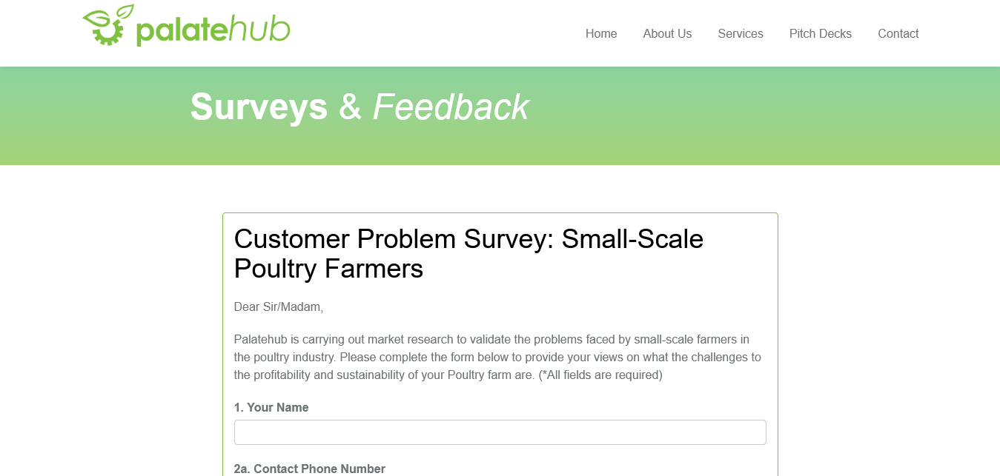 palatehub
Home About Us Services Pitch Decks Contact
Surveys & Feedback
Customer Problem Survey: Small-Scale
Poultry Farmers
Dear Sir/Madam,
Palatehub is carrying out market research to validate the problems faced by small-scale farmers in
the poultry industry. Please complete the form below to provide your views on what the challenges to
the profitability and sustainability of your Poultry farm are. (*All fields are required)
1. Your Name
2a. Contact Phone Number